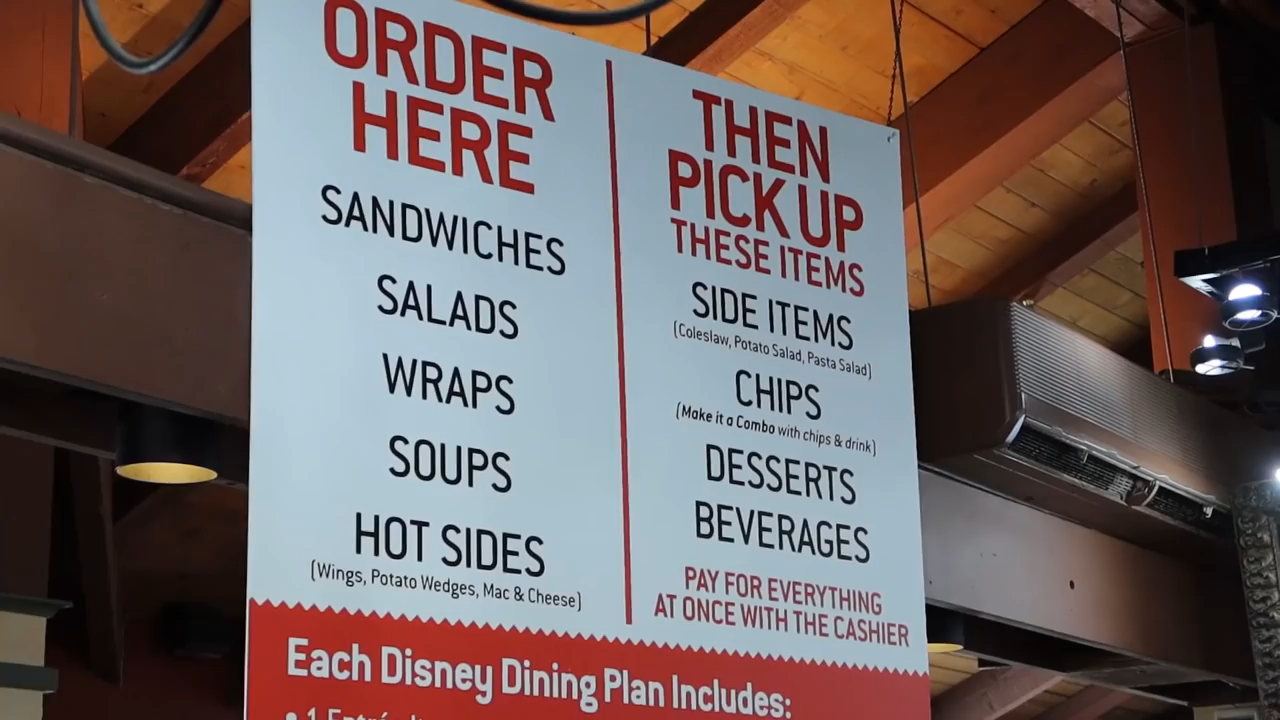 ORDER
HERE
SANDWICHES
SALADS
WRAPS
SOUPS
HOT SIDES
(Wings, Potato Wedges, Mac & Cheese)
THEN
PICK UP
THESE ITEMS
SIDE ITEMS
(Coleslaw, Potato Salad, Pasta Salad)
CHIPS
(Make it a Combo with chips & drink)
DESSERTS
BEVERAGES
PAY FOR EVERYTHING
AT ONCE WITH THE CASHIER
Each Disney Dining Plan Includes: